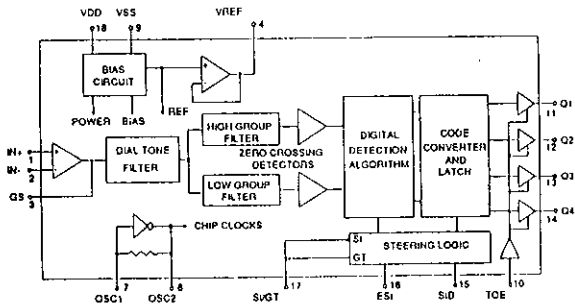 VDD VSS VREF
18 9 4
BIAS
CIRCUIT
POWER BIAS REF
IN+
1
IN-
2
GS
3
DIAL TONE
FILTER
HIGH GROUP
FILTER
ZERO CROSSING
DETECTORS
LOW GROUP
FILTER
DIGITAL
DETECTION
ALGORITHM
CODE
CONVERTER
AND
LATCH
Q1
11
Q2
12
Q3
13
Q4
14
CHIP CLOCKS
St
GT
STEERING LOGIC
7 8 17 16 15 10
OSC1 OSC2 St/GT ESt StD TOE